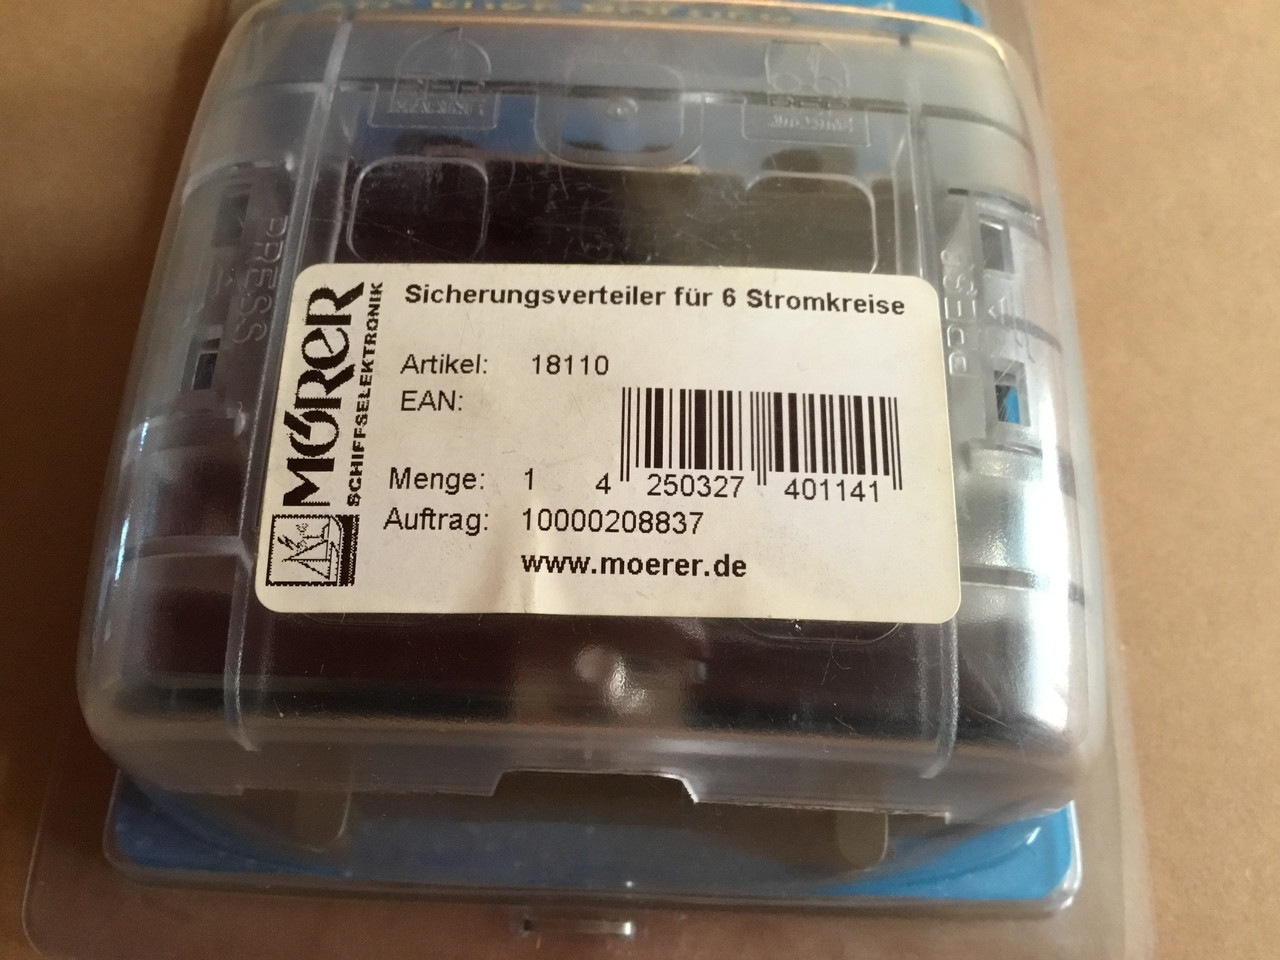 PRESS
PRESS
MÖRER
SCHIFFSELEKTRONIK
Sicherungsverteiler für 6 Stromkreise
Artikel: 18110
EAN:
4 250327 401141
Menge: 1
Auftrag: 10000208837
www.moerer.de